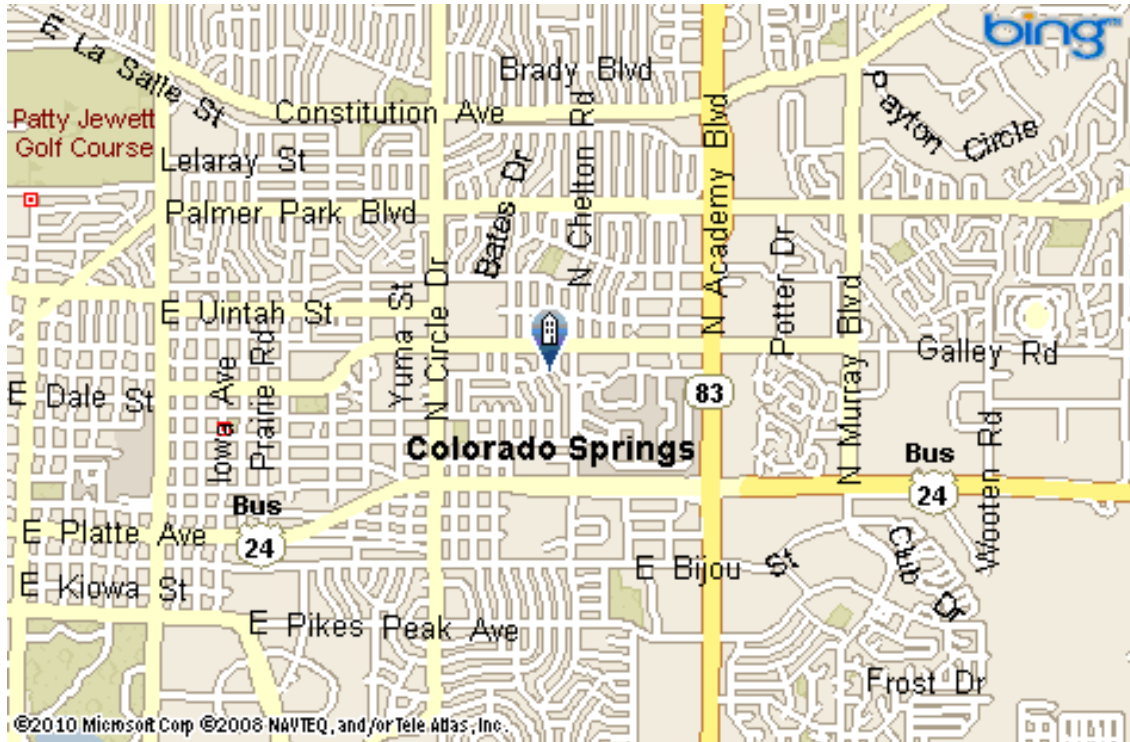 bing™
E La Salle St
Brady Blvd
Payton Circle
Constitution Ave
Patty Jewett
Golf Course
Lelaray St
Bates Dr
N Chelton Rd
N Academy Blvd
Palmer Park Blvd
Potter Dr
E Uintah St
Yuma St
N Circle Dr
N Murray Blvd
Galley Rd
E Dale St
Iowa Ave
Prairie Rd
83
Colorado Springs
Bus
24
Wooten Rd
Bus
24
E Platte Ave
E Bijou St
Club Dr
E Kiowa St
E Pikes Peak Ave
Frost Dr
©2010 Microsoft Corp ©2008 NAVTEQ, and/or Tele Atlas, Inc.